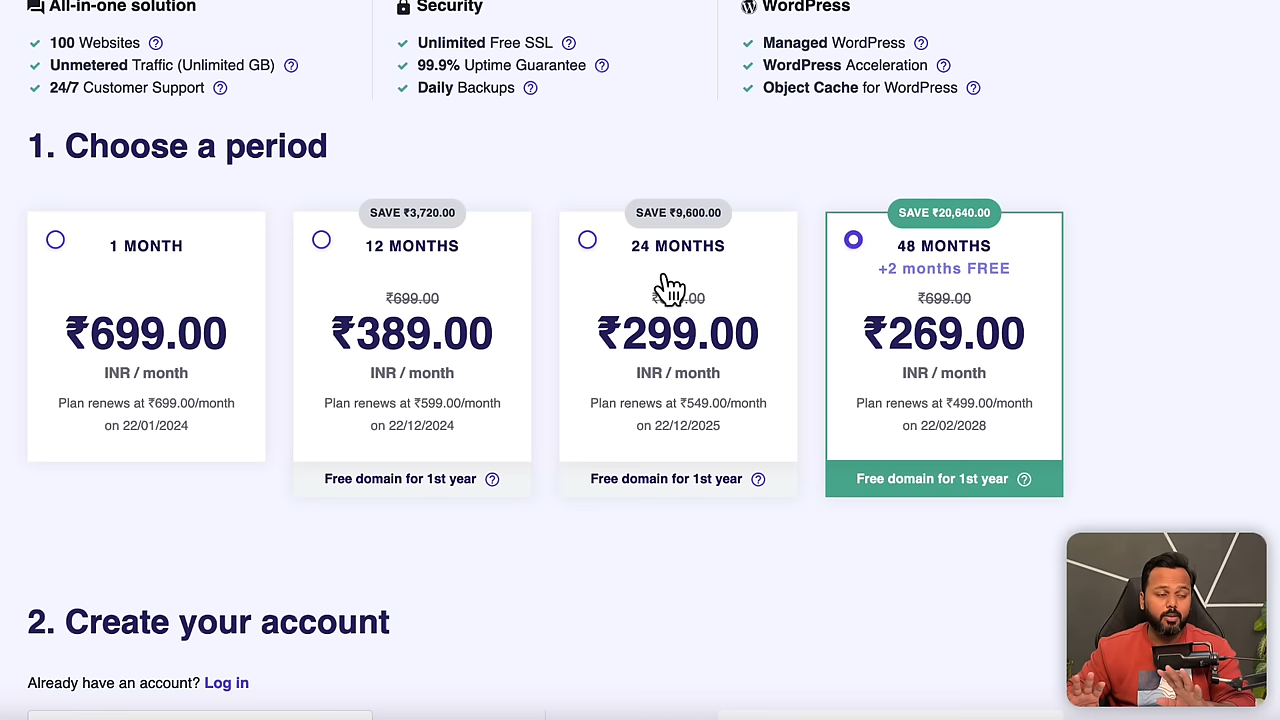 All-in-one solution
100 Websites
Unmetered Traffic (Unlimited GB)
24/7 Customer Support
Security
Unlimited Free SSL
99.9% Uptime Guarantee
Daily Backups
WordPress
Managed WordPress
WordPress Acceleration
Object Cache for WordPress
1. Choose a period
1 MONTH
₹699.00
INR / month
Plan renews at ₹699.00/month
on 22/01/2024
SAVE ₹3,720.00
12 MONTHS
₹699.00
₹389.00
INR / month
Plan renews at ₹599.00/month
on 22/12/2024
Free domain for 1st year
SAVE ₹9,600.00
24 MONTHS
₹299.00
INR / month
Plan renews at ₹549.00/month
on 22/12/2025
Free domain for 1st year
SAVE ₹20,640.00
48 MONTHS
+2 months FREE
₹699.00
₹269.00
INR / month
Plan renews at ₹499.00/month
on 22/02/2028
Free domain for 1st year
2. Create your account
Already have an account? Log in